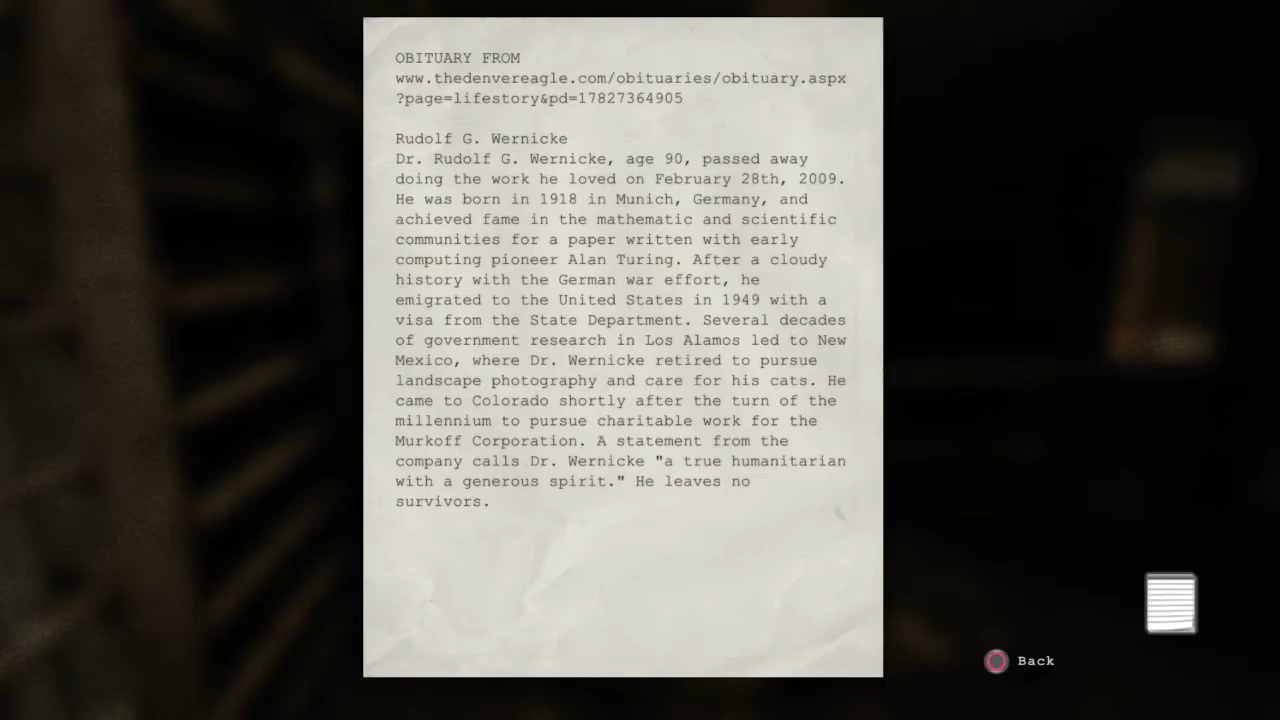 OBITUARY FROM
www.thedenvereagle.com/obituaries/obituary.aspx
?page=lifestory&pd=17827364905
Rudolf G. Wernicke
Dr. Rudolf G. Wernicke, age 90, passed away
doing the work he loved on February 28th, 2009.
He was born in 1918 in Munich, Germany, and
achieved fame in the mathematic and scientific
communities for a paper written with early
computing pioneer Alan Turing. After a cloudy
history with the German war effort, he
emigrated to the United States in 1949 with a
visa from the State Department. Several decades
of government research in Los Alamos led to New
Mexico, where Dr. Wernicke retired to pursue
landscape photography and care for his cats. He
came to Colorado shortly after the turn of the
millennium to pursue charitable work for the
Murkoff Corporation. A statement from the
company calls Dr. Wernicke "a true humanitarian
with a generous spirit." He leaves no
survivors.
Back